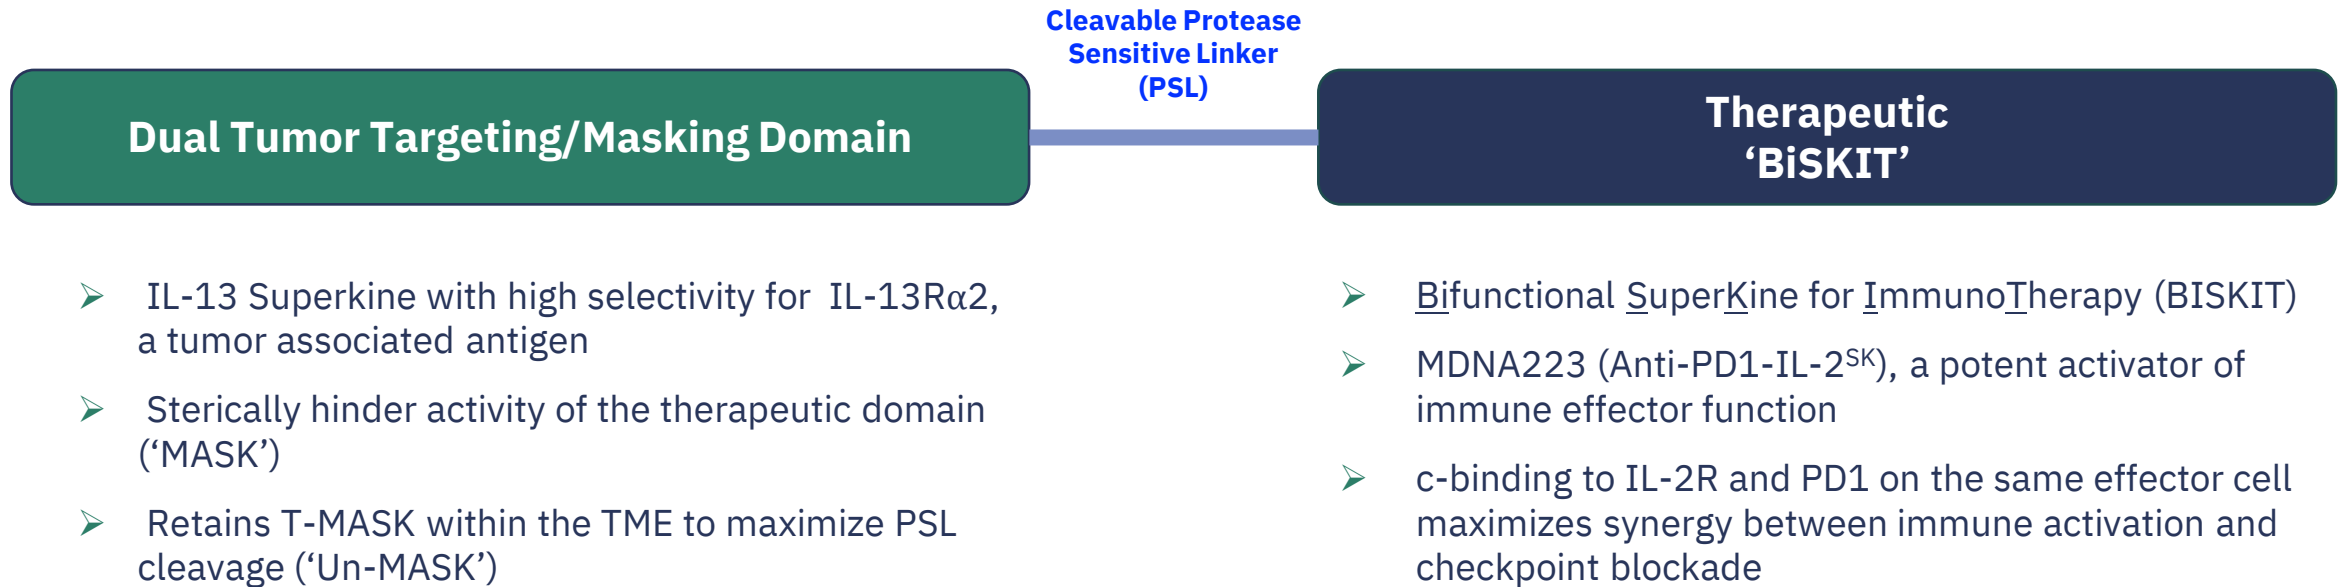 Cleavable Protease
Sensitive Linker
(PSL)
Dual Tumor Targeting/Masking Domain
Therapeutic
‘BiSKIT’
➢ IL-13 Superkine with high selectivity for IL-13Rα2,
a tumor associated antigen
➢ Sterically hinder activity of the therapeutic domain
(‘MASK’)
➢ Retains T-MASK within the TME to maximize PSL
cleavage (‘Un-MASK’)
➢ Bifunctional SuperKine for ImmunoTherapy (BISKIT)
➢ MDNA223 (Anti-PD1-IL-2ˢᴷ), a potent activator of
immune effector function
➢ c-binding to IL-2R and PD1 on the same effector cell
maximizes synergy between immune activation and
checkpoint blockade